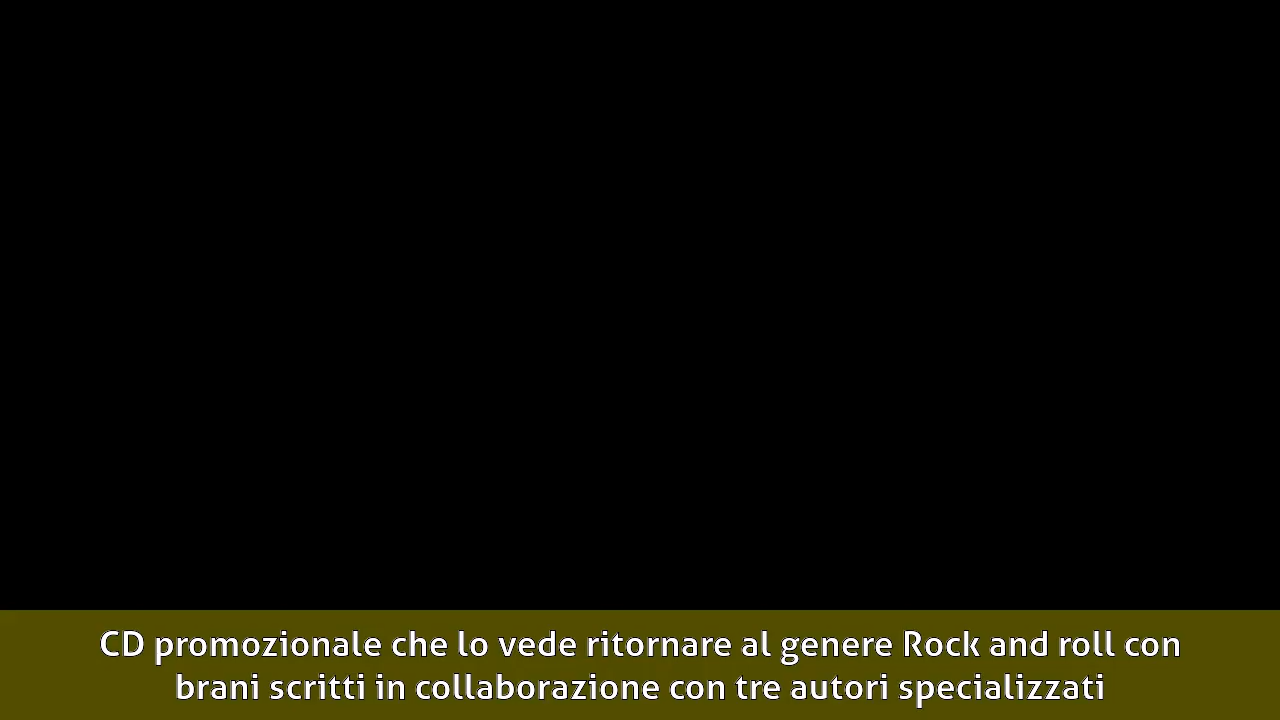 CD promozionale che lo vede ritornare al genere Rock and roll con
brani scritti in collaborazione con tre autori specializzati